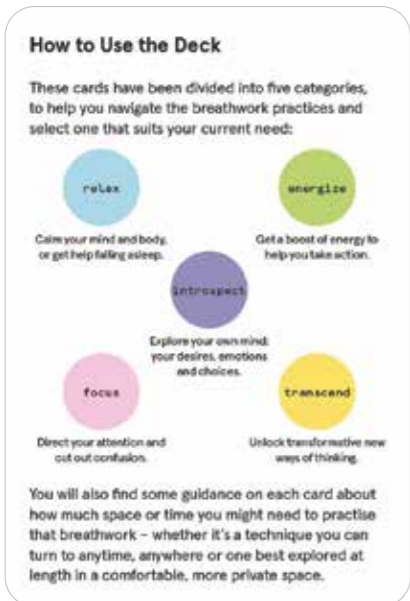 How to Use the Deck
These cards have been divided into five categories,
to help you navigate the breathwork practices and
select one that suits your current need:
relax
energize
Calm your mind and body,
or get help falling asleep.
Get a boost of energy to
help you take action.
introspect
Explore your own mind:
your desires, emotions
and choices.
focus
transcend
Direct your attention and
cut out confusion.
Unlock transformative new
ways of thinking.
You will also find some guidance on each card about
how much space or time you might need to practise
that breathwork – whether it's a technique you can
turn to anytime, anywhere or one best explored at
length in a comfortable, more private space.